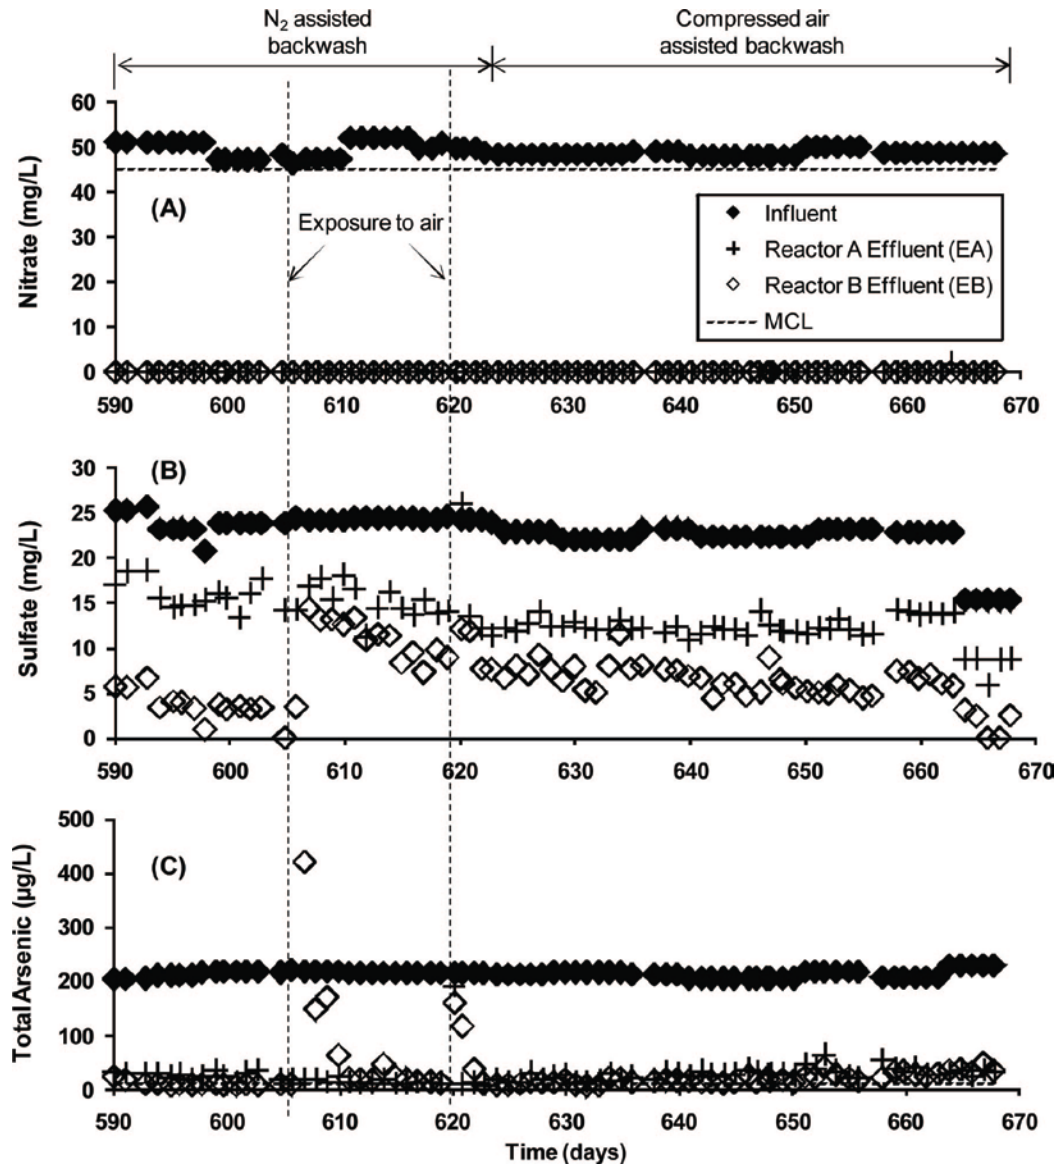 N₂ assisted
backwash
Compressed air
assisted backwash
60
50
40
30
20
10
0
Nitrate (mg/L)
(A)
Exposure to air
Influent
Reactor A Effluent (EA)
Reactor B Effluent (EB)
MCL
590 600 610 620 630 640 650 660 670
30
25
20
15
10
5
0
Sulfate (mg/L)
(B)
590 600 610 620 630 640 650 660 670
500
400
300
200
100
0
Total Arsenic (µg/L)
(C)
590 600 610 620 630 640 650 660 670
Time (days)